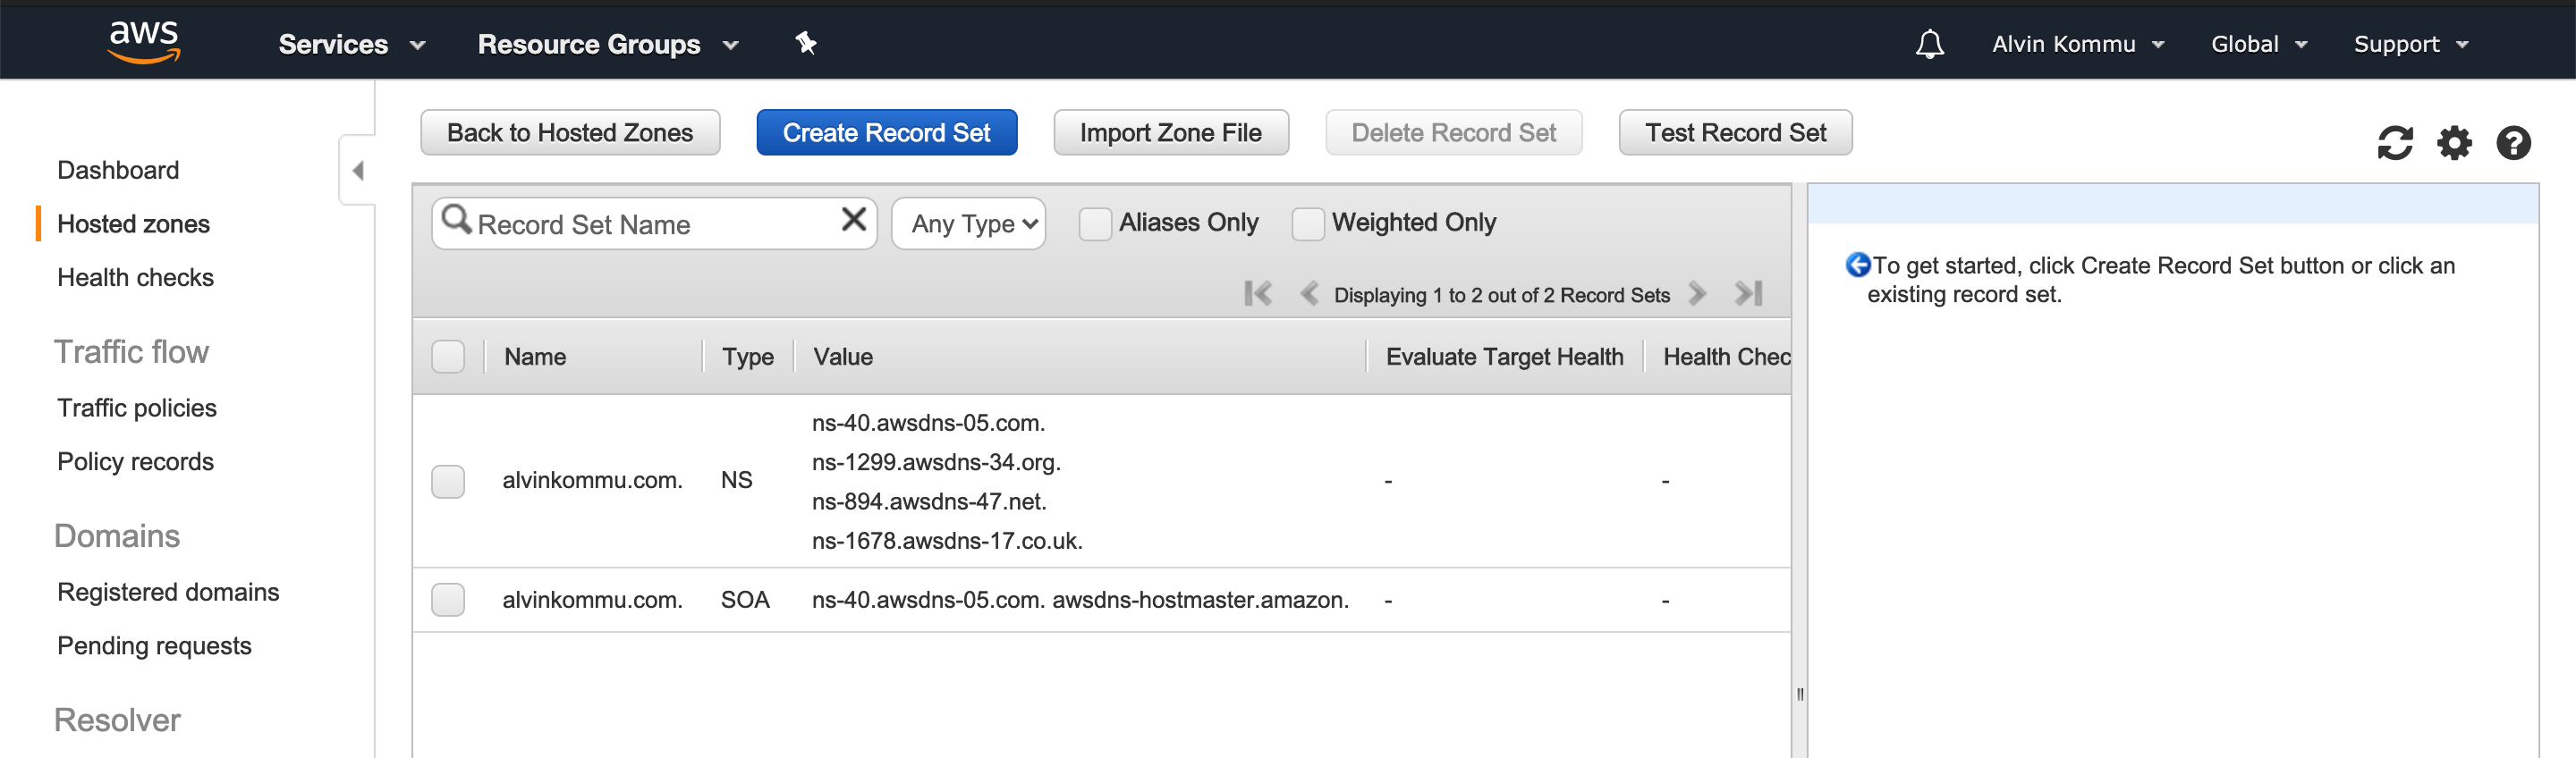 aws Services Resource Groups Alvin Kommu Global Support
Back to Hosted Zones Create Record Set Import Zone File Delete Record Set Test Record Set
Dashboard
Hosted zones
Health checks
Traffic flow
Traffic policies
Policy records
Domains
Registered domains
Pending requests
Resolver
Record Set Name Any Type Aliases Only Weighted Only
Displaying 1 to 2 out of 2 Record Sets
Name Type Value Evaluate Target Health Health Chec
alvinkommu.com. NS ns-40.awsdns-05.com. - -
ns-1299.awsdns-34.org.
ns-894.awsdns-47.net.
ns-1678.awsdns-17.co.uk.
alvinkommu.com. SOA ns-40.awsdns-05.com. awsdns-hostmaster.amazon. - -
To get started, click Create Record Set button or click an
existing record set.